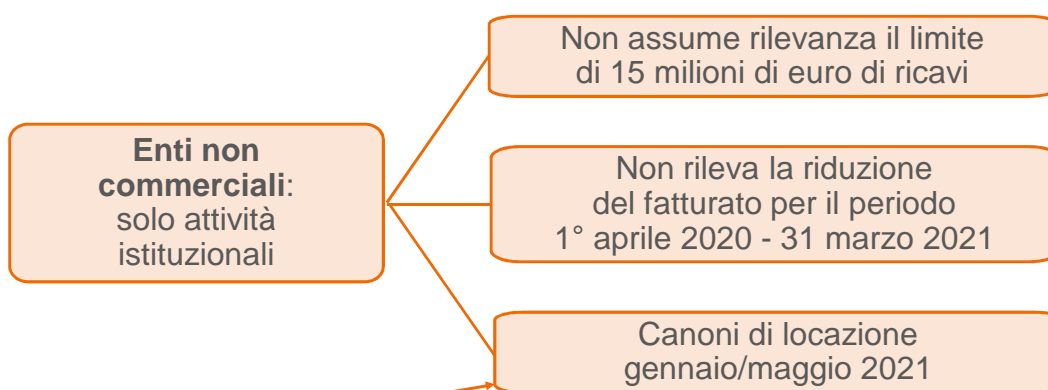 Enti non
commerciali:
solo attività
istituzionali
Non assume rilevanza il limite
di 15 milioni di euro di ricavi
Non rileva la riduzione
del fatturato per il periodo
1° aprile 2020 - 31 marzo 2021
Canoni di locazione
gennaio/maggio 2021